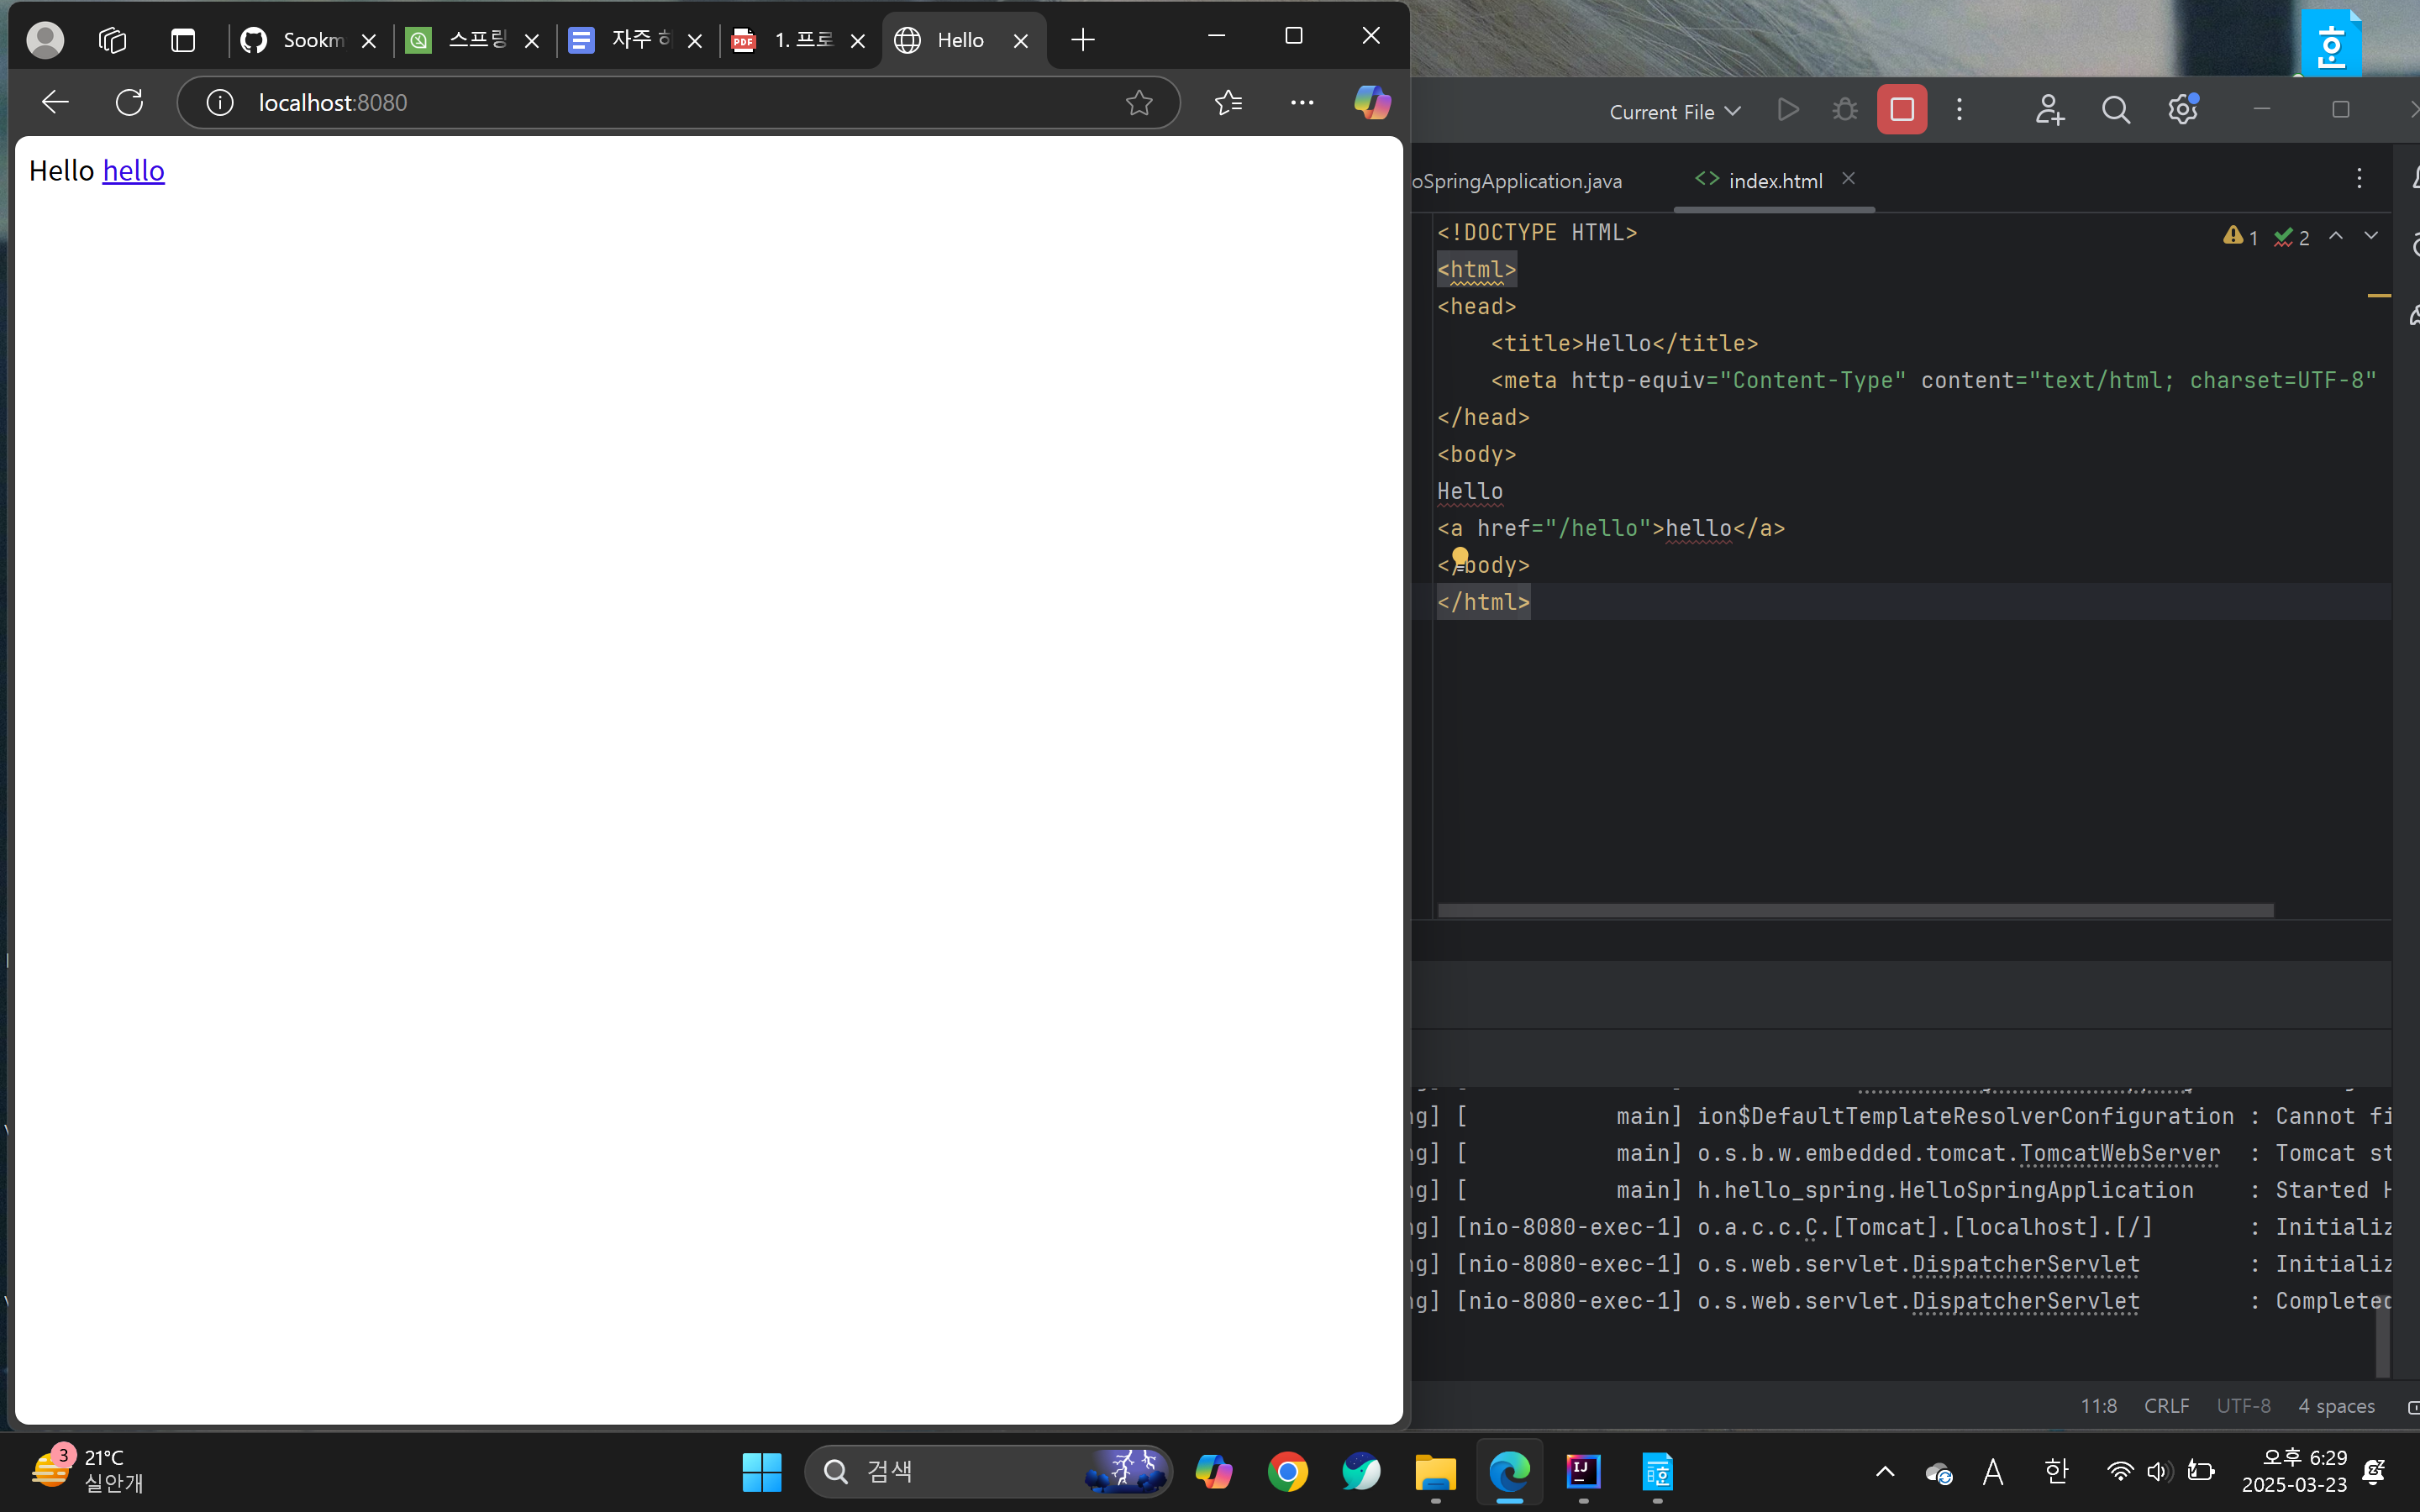 Sookm
스프링
자주 하
1. 프로
Hello
localhost:8080
Hello hello
Current File
oSpringApplication.java
index.html
<!DOCTYPE HTML>
1
2
<html>
<head>
<title>Hello</title>
<meta http-equiv="Content-Type" content="text/html; charset=UTF-8"
</head>
<body>
Hello
<a href="/hello">hello</a>
</body>
</html>
ng] [ main] ion$DefaultTemplateResolverConfiguration : Cannot fi
ng] [ main] o.s.b.w.embedded.tomcat.TomcatWebServer : Tomcat st
ng] [ main] h.hello_spring.HelloSpringApplication : Started H
ng] [nio-8080-exec-1] o.a.c.c.C.[Tomcat].[localhost].[/] : Initializ
ng] [nio-8080-exec-1] o.s.web.servlet.DispatcherServlet : Initializ
ng] [nio-8080-exec-1] o.s.web.servlet.DispatcherServlet : Completed
11:8 CRLF UTF-8 4 spaces
3
21°C
실안개
검색
A 한
오후 6:29
2025-03-23